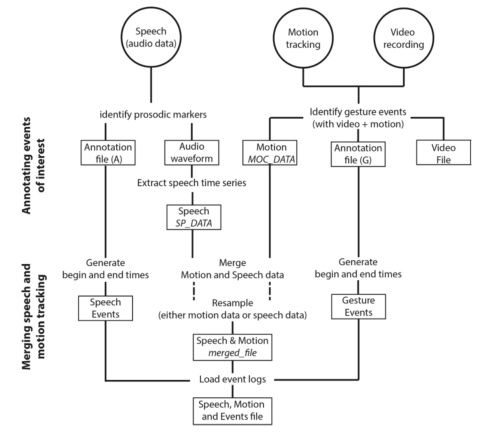 Speech
(audio data)
Motion
tracking
Video
recording
identify prosodic markers
Identify gesture events
(with video + motion)
Annotating events
of interest
Annotation
file (A)
Audio
waveform
Motion
MOC_DATA
Annotation
file (G)
Video
File
Extract speech time series
Speech
SP_DATA
Merging speech and
motion tracking
Generate
begin and end times
Merge
Motion and Speech data
Generate
begin and end times
Speech
Events
Resample
(either motion data or speech data)
Gesture
Events
Speech & Motion
merged_file
Load event logs
Speech, Motion
and Events file